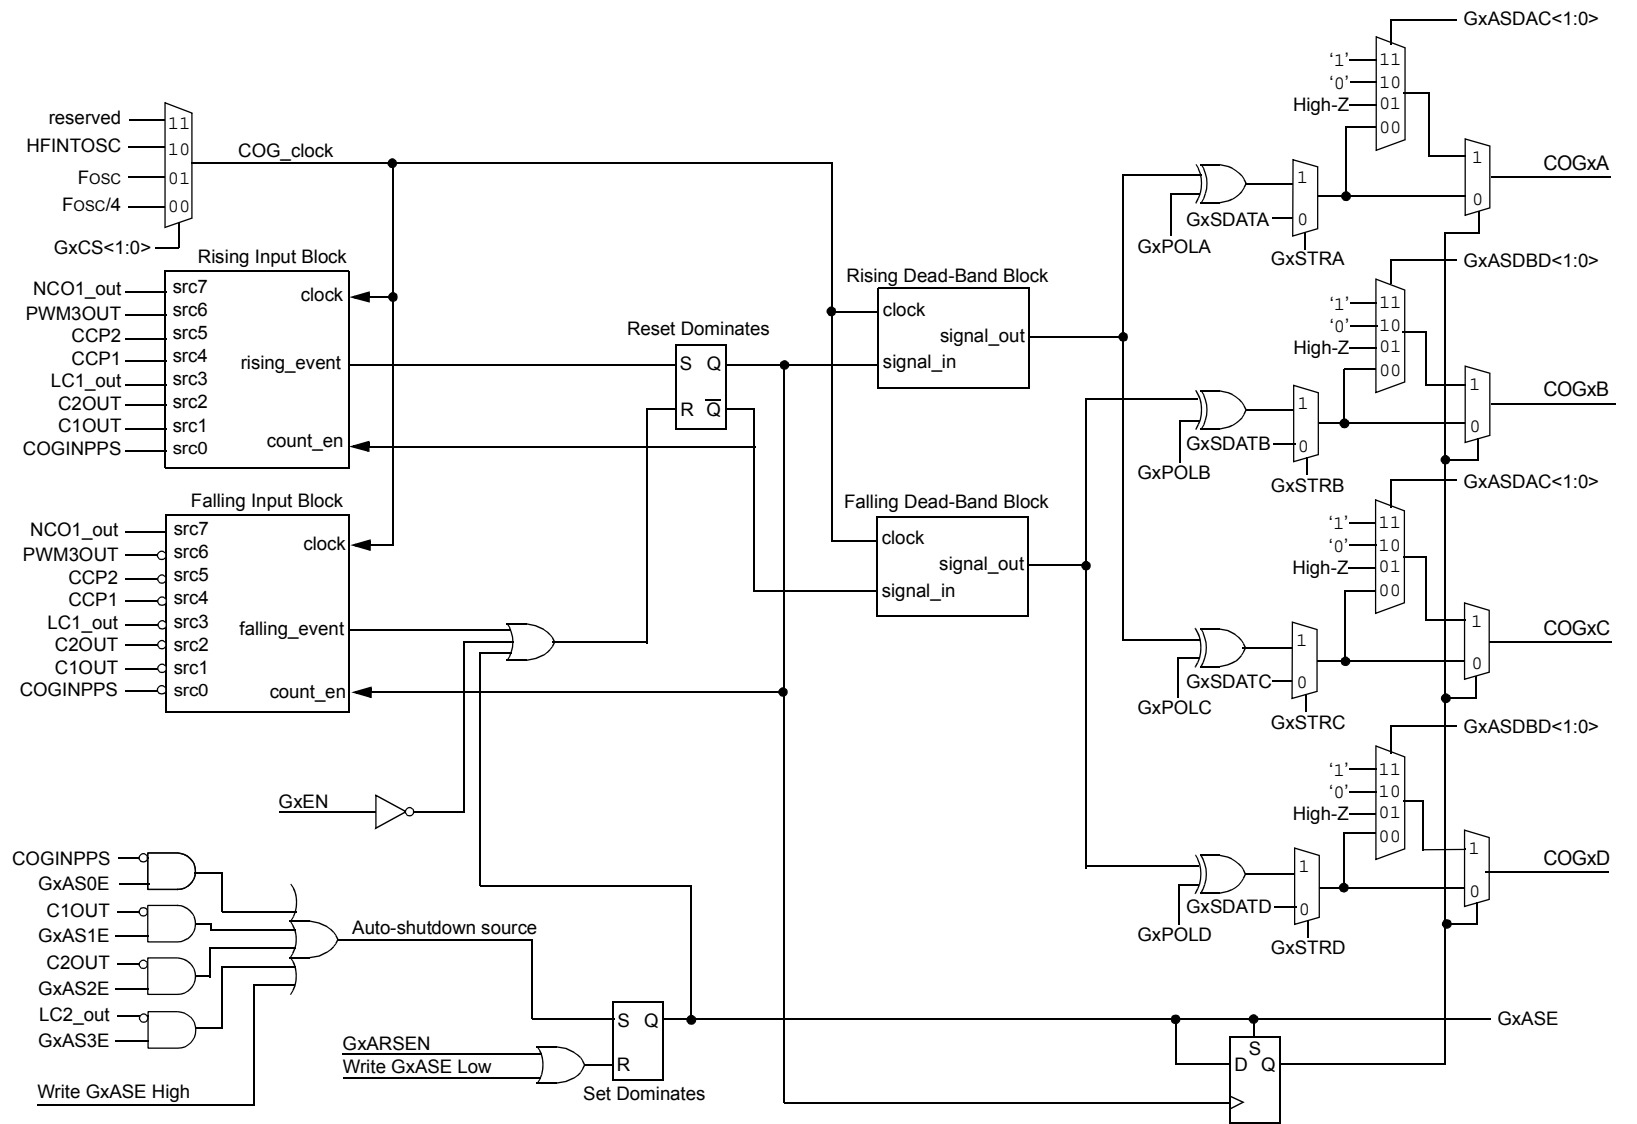 reserved
HFINTOSC
FOSC
FOSC/4
11
10
01
00
GxCS<1:0>
COG_clock
Rising Input Block
NCO1_out
PWM3OUT
CCP2
CCP1
LC1_out
C2OUT
C1OUT
COGINPPS
src7
src6
src5
src4
src3
src2
src1
src0
clock
rising_event
count_en
Falling Input Block
NCO1_out
PWM3OUT
CCP2
CCP1
LC1_out
C2OUT
C1OUT
COGINPPS
src7
src6
src5
src4
src3
src2
src1
src0
clock
falling_event
count_en
Reset Dominates
S Q
R Q̅
Rising Dead-Band Block
clock
signal_out
signal_in
Falling Dead-Band Block
clock
signal_out
signal_in
GxEN
COGINPPS
GxAS0E
C1OUT
GxAS1E
C2OUT
GxAS2E
LC2_out
GxAS3E
Write GxASE High
Auto-shutdown source
GxARSEN
Write GxASE Low
S Q
R
Set Dominates
GxASE
S
D Q
GxASDAC<1:0>
'1' 11
'0' 10
High-Z 01
00
GxPOLA
GxSDATA
1
0
GxSTRA
1
0
COGxA
GxASDBD<1:0>
'1' 11
'0' 10
High-Z 01
00
GxPOLB
GxSDATB
1
0
GxSTRB
1
0
COGxB
GxASDAC<1:0>
'1' 11
'0' 10
High-Z 01
00
GxPOLC
GxSDATC
1
0
GxSTRC
1
0
COGxC
GxASDBD<1:0>
'1' 11
'0' 10
High-Z 01
00
GxPOLD
GxSDATD
1
0
GxSTRD
1
0
COGxD